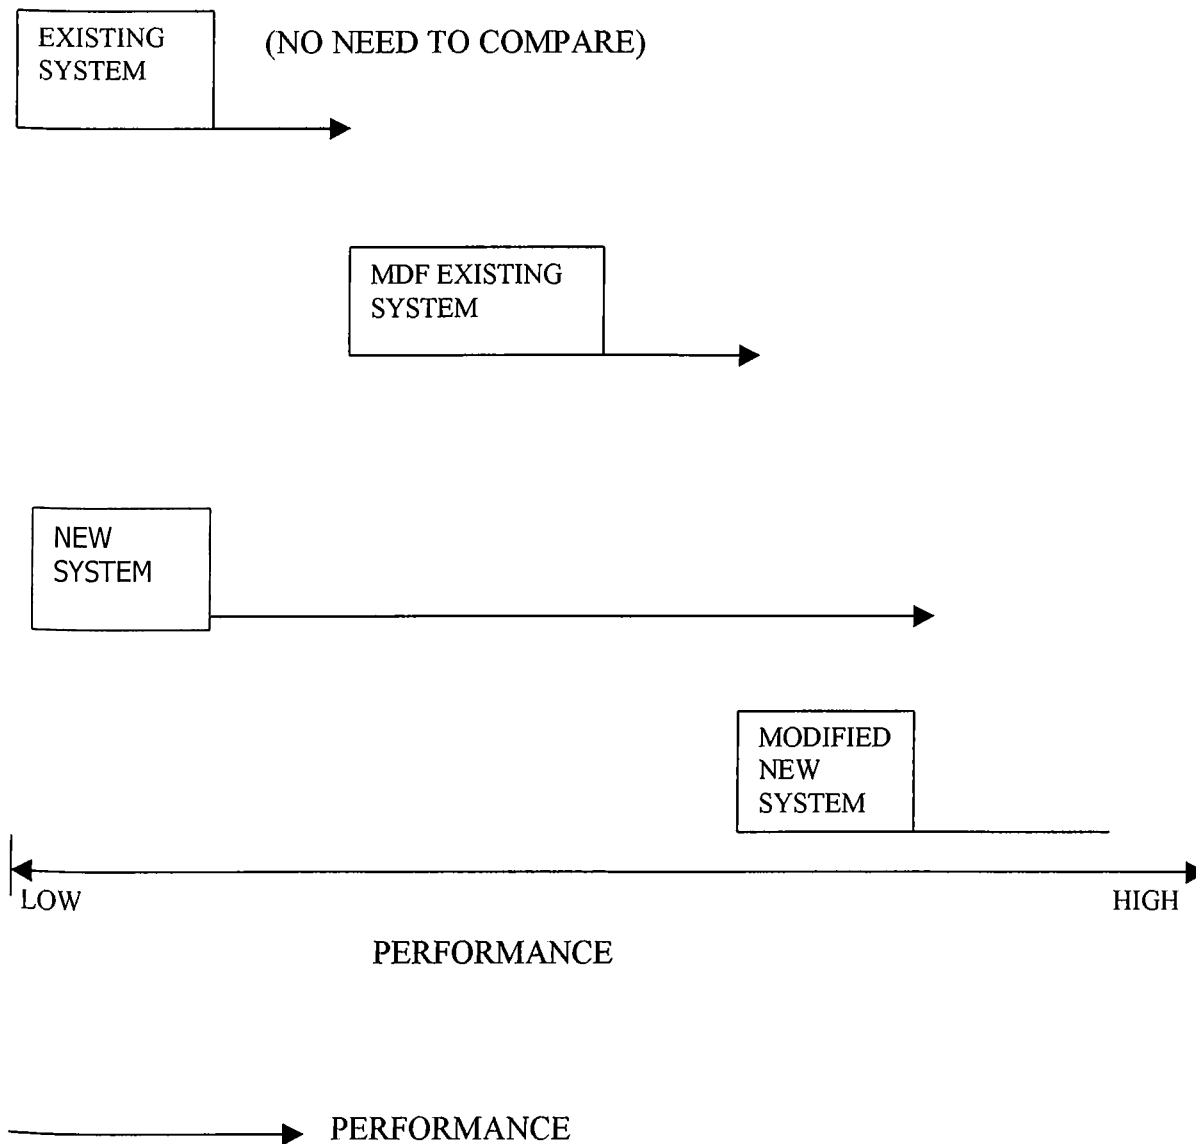 EXISTING
SYSTEM
(NO NEED TO COMPARE)
MDF EXISTING
SYSTEM
NEW
SYSTEM
MODIFIED
NEW
SYSTEM
LOW
HIGH
PERFORMANCE
PERFORMANCE